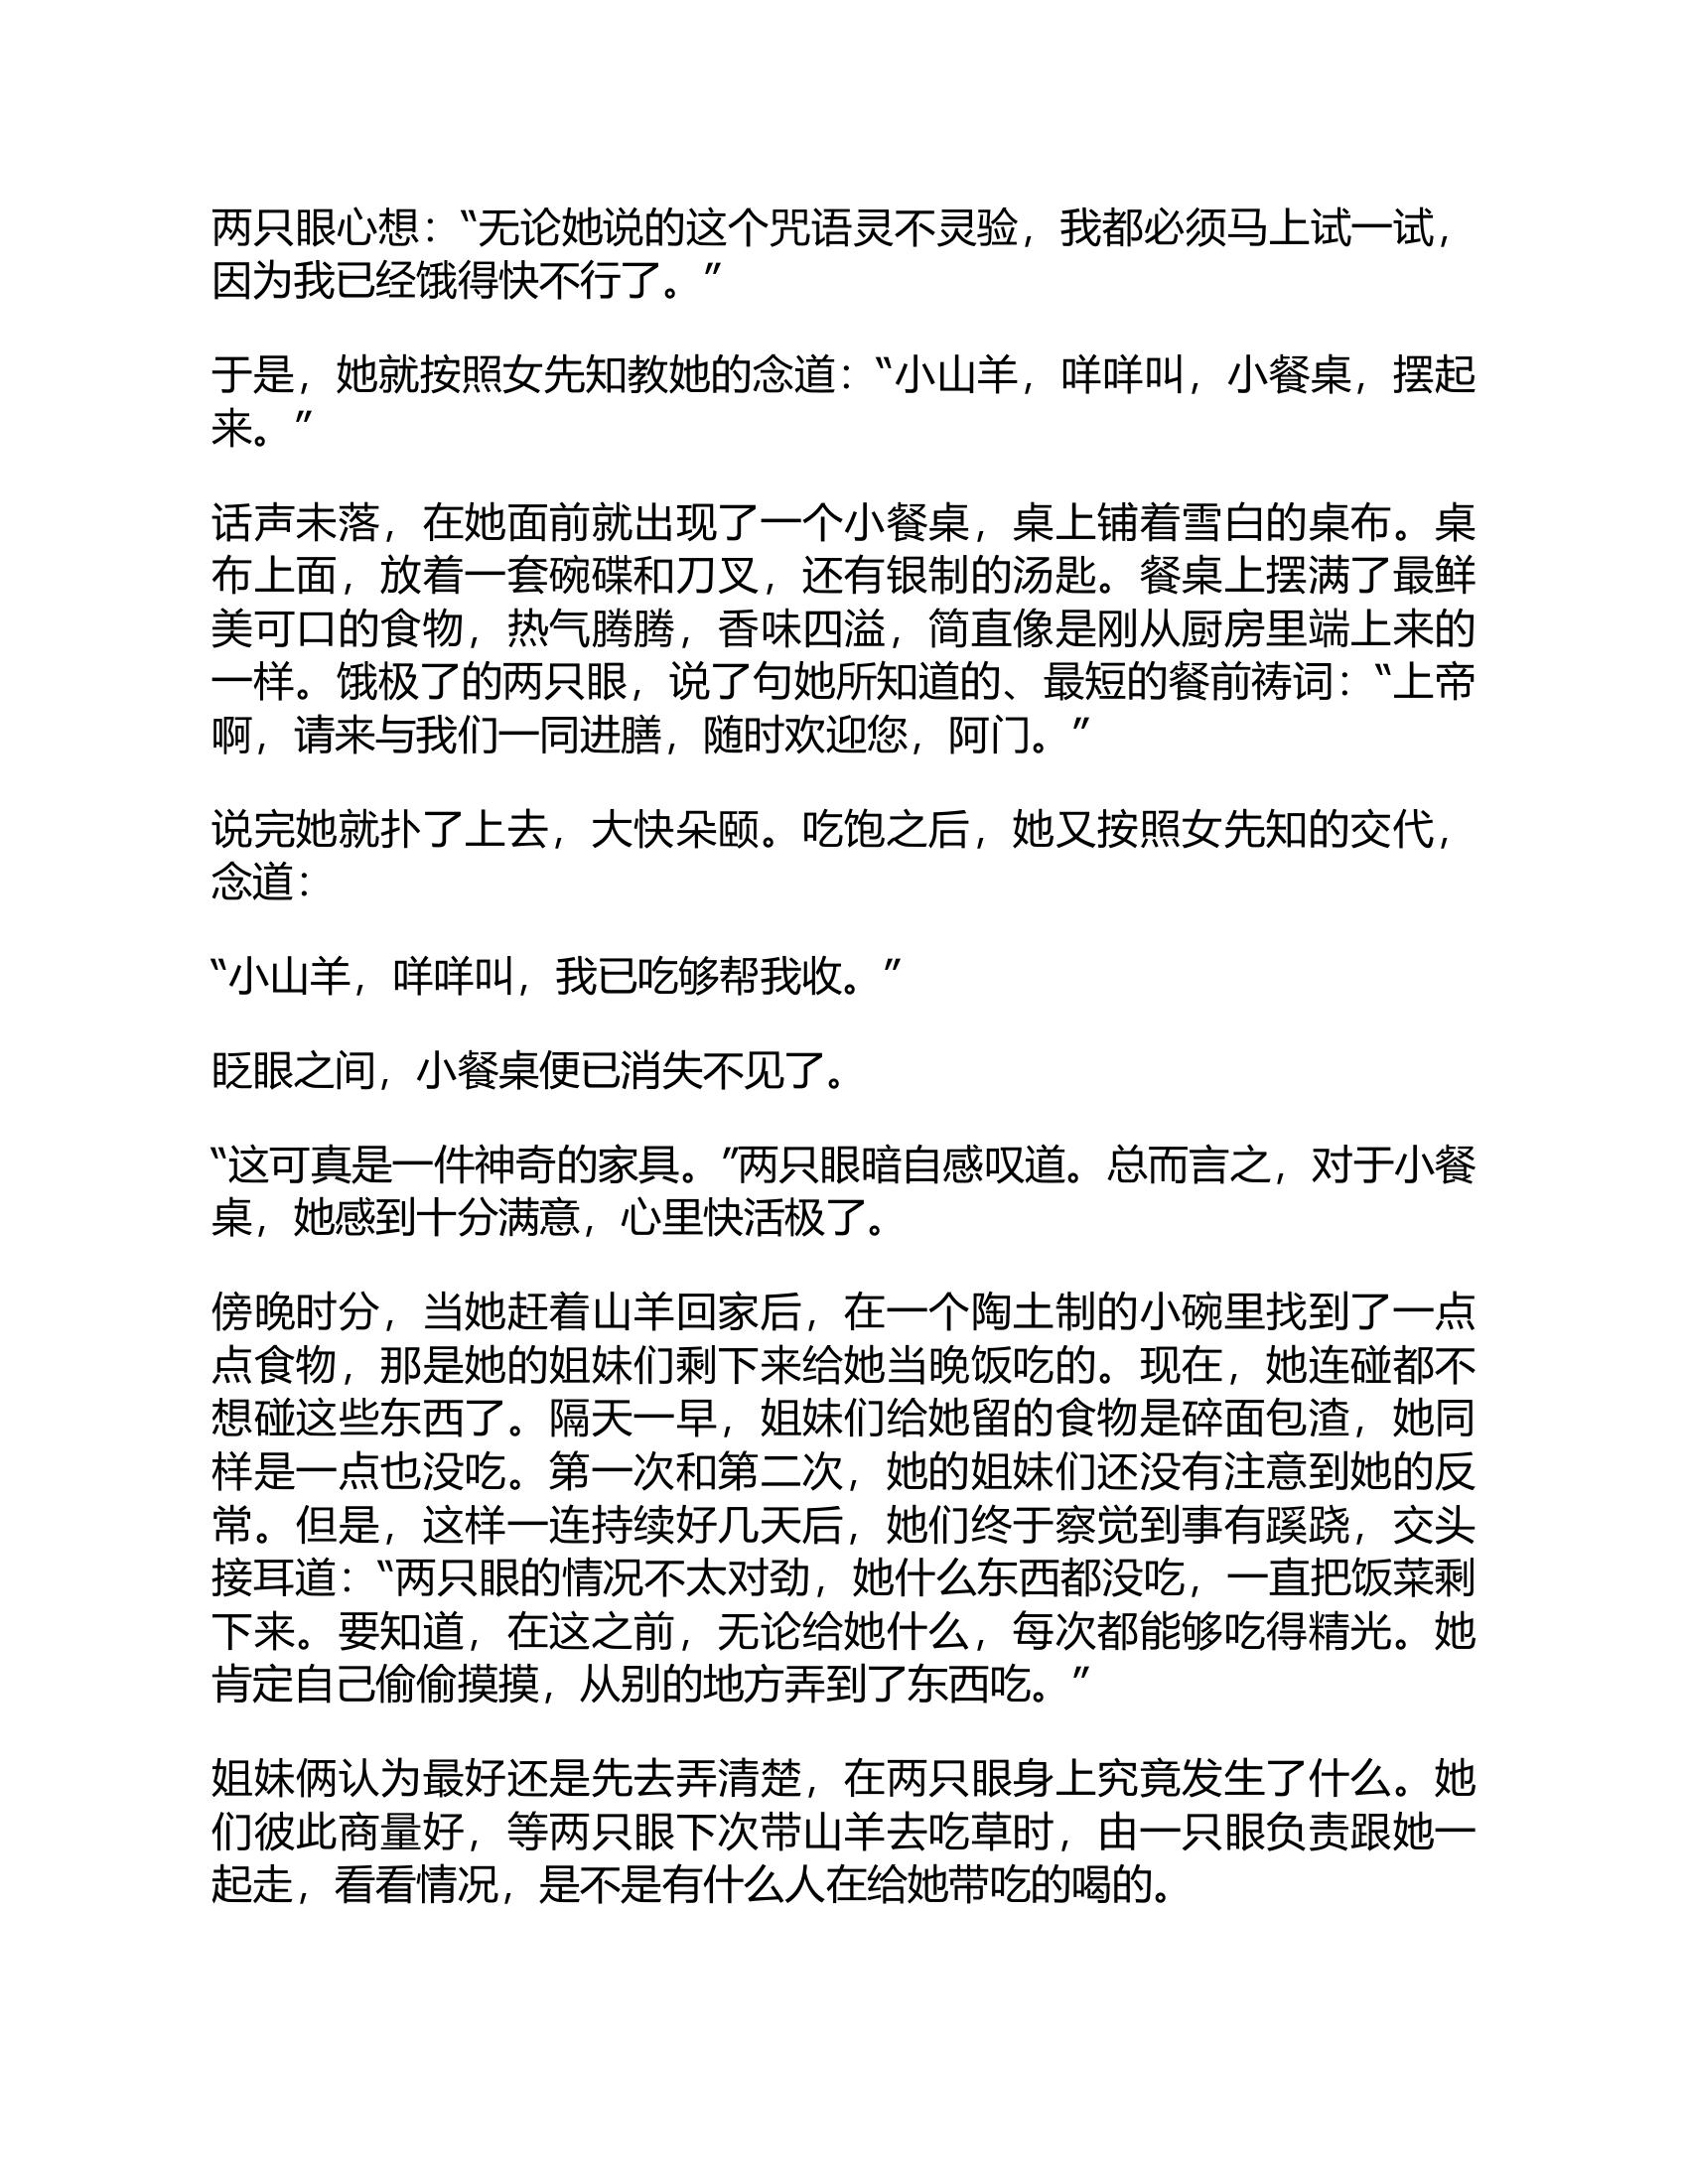 两只眼心想：“无论她说的这个咒语灵不灵验，我都必须马上试一试，
因为我已经饿得快不行了。”
于是，她就按照女先知教她的念道：“小山羊，咩咩叫，小餐桌，摆起
来。”
话声未落，在她面前就出现了一个小餐桌，桌上铺着雪白的桌布。桌
布上面，放着一套碗碟和刀叉，还有银制的汤匙。餐桌上摆满了最鲜
美可口的食物，热气腾腾，香味四溢，简直像是刚从厨房里端上来的
一样。饿极了的两只眼，说了句她所知道的、最短的餐前祷词：“上帝
啊，请来与我们一同进膳，随时欢迎您，阿门。”
说完她就扑了上去，大快朵颐。吃饱之后，她又按照女先知的交代，
念道：
“小山羊，咩咩叫，我已吃够帮我收。”
眨眼之间，小餐桌便已消失不见了。
“这可真是一件神奇的家具。”两只眼暗自感叹道。总而言之，对于小餐
桌，她感到十分满意，心里快活极了。
傍晚时分，当她赶着山羊回家后，在一个陶土制的小碗里找到了一点
点食物，那是她的姐妹们剩下来给她当晚饭吃的。现在，她连碰都不
想碰这些东西了。隔天一早，姐妹们给她留的食物是碎面包渣，她同
样是一点也没吃。第一次和第二次，她的姐妹们还没有注意到她的反
常。但是，这样一连持续好几天后，她们终于察觉到事有蹊跷，交头
接耳道：“两只眼的情况不太对劲，她什么东西都没吃，一直把饭菜剩
下来。要知道，在这之前，无论给她什么，每次都能够吃得精光。她
肯定自己偷偷摸摸，从别的地方弄到了东西吃。”
姐妹俩认为最好还是先去弄清楚，在两只眼身上究竟发生了什么。她
们彼此商量好，等两只眼下次带山羊去吃草时，由一只眼负责跟她一
起走，看看情况，是不是有什么人在给她带吃的喝的。